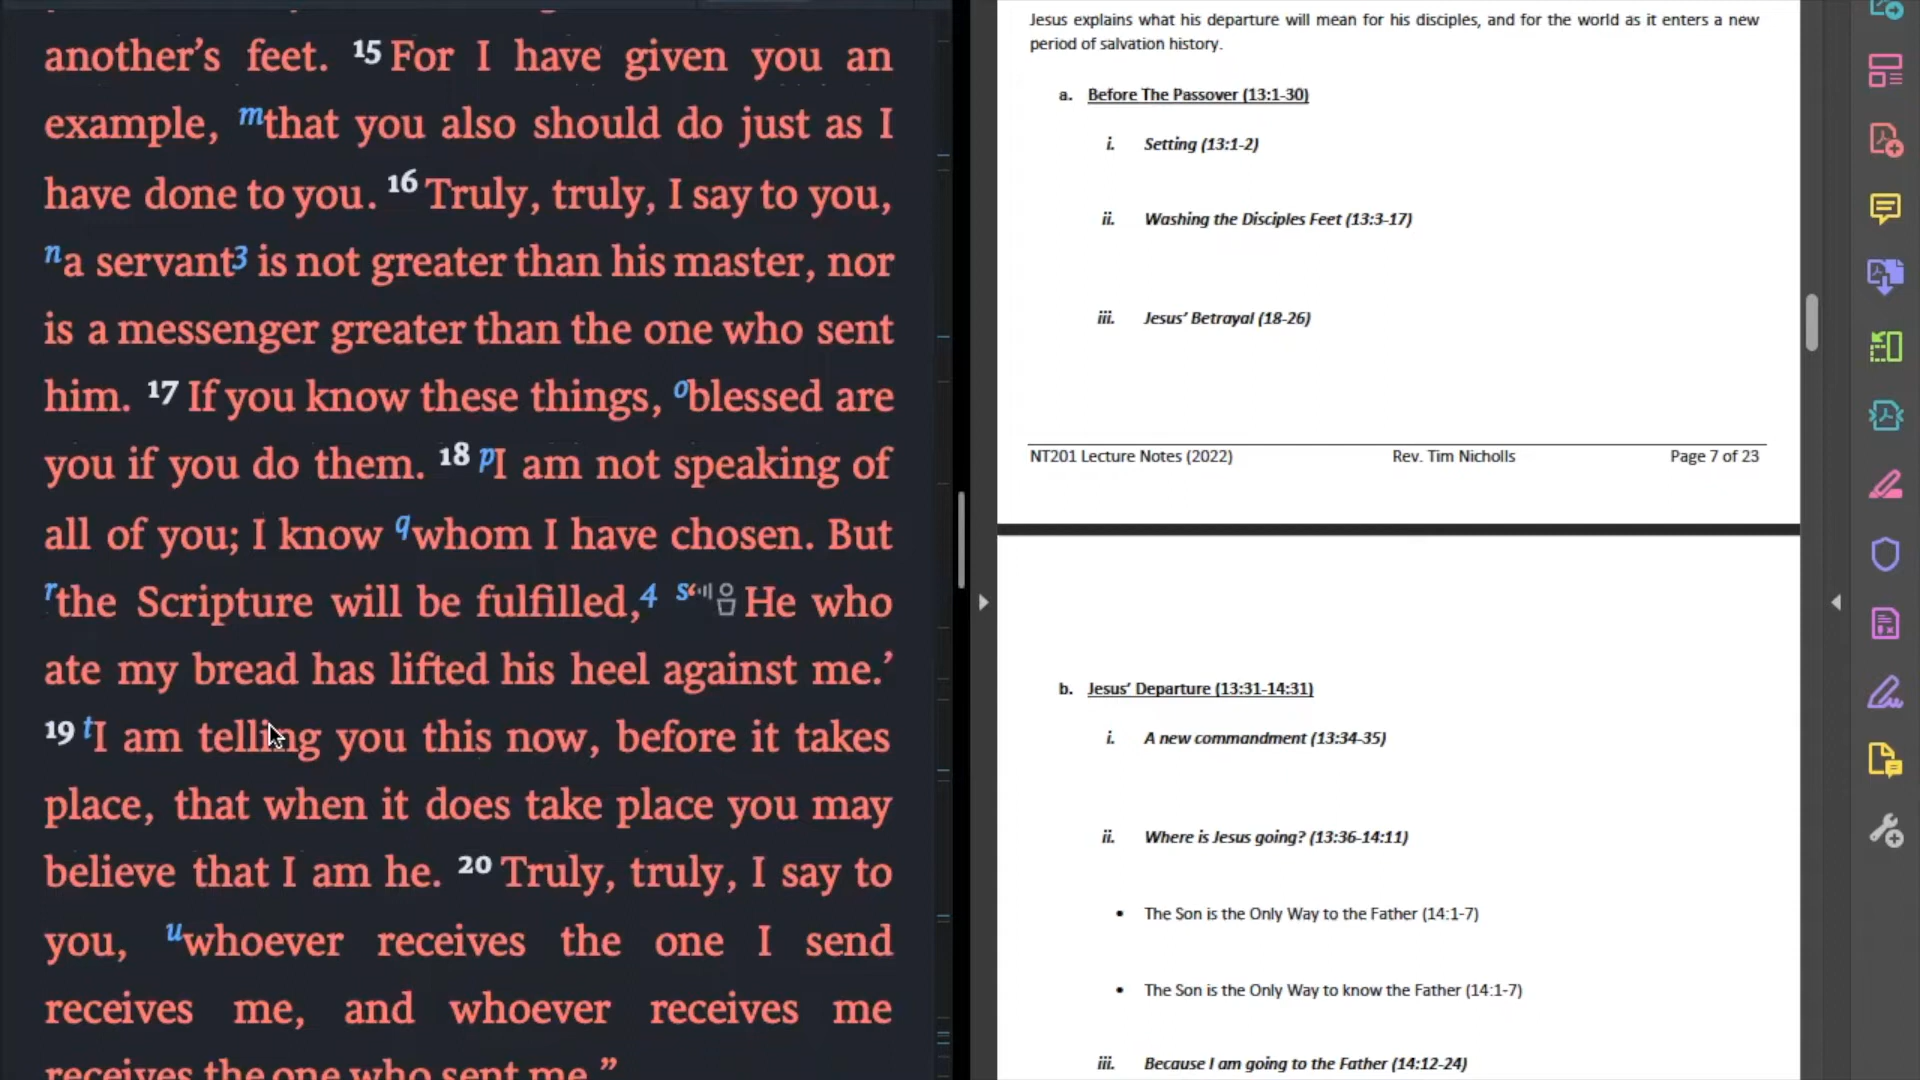 another’s feet. 15 For I have given you an
example, m that you also should do just as I
have done to you. 16 Truly, truly, I say to you,
n a servant3 is not greater than his master, nor
is a messenger greater than the one who sent
him. 17 If you know these things, o blessed are
you if you do them. 18 p I am not speaking of
all of you; I know q whom I have chosen. But
r the Scripture will be fulfilled,4 s ‘He who
ate my bread has lifted his heel against me.’
19 t I am telling you this now, before it takes
place, that when it does take place you may
believe that I am he. 20 Truly, truly, I say to
you, u whoever receives the one I send
receives me, and whoever receives me
receives the one who sent me.”
Jesus explains what his departure will mean for his disciples, and for the world as it enters a new
period of salvation history.
a. Before The Passover (13:1-30)
i. Setting (13:1-2)
ii. Washing the Disciples Feet (13:3-17)
iii. Jesus’ Betrayal (18-26)
NT201 Lecture Notes (2022) Rev. Tim Nicholls Page 7 of 23
b. Jesus’ Departure (13:31-14:31)
i. A new commandment (13:34-35)
ii. Where is Jesus going? (13:36-14:11)
• The Son is the Only Way to the Father (14:1-7)
• The Son is the Only Way to know the Father (14:1-7)
iii. Because I am going to the Father (14:12-24)